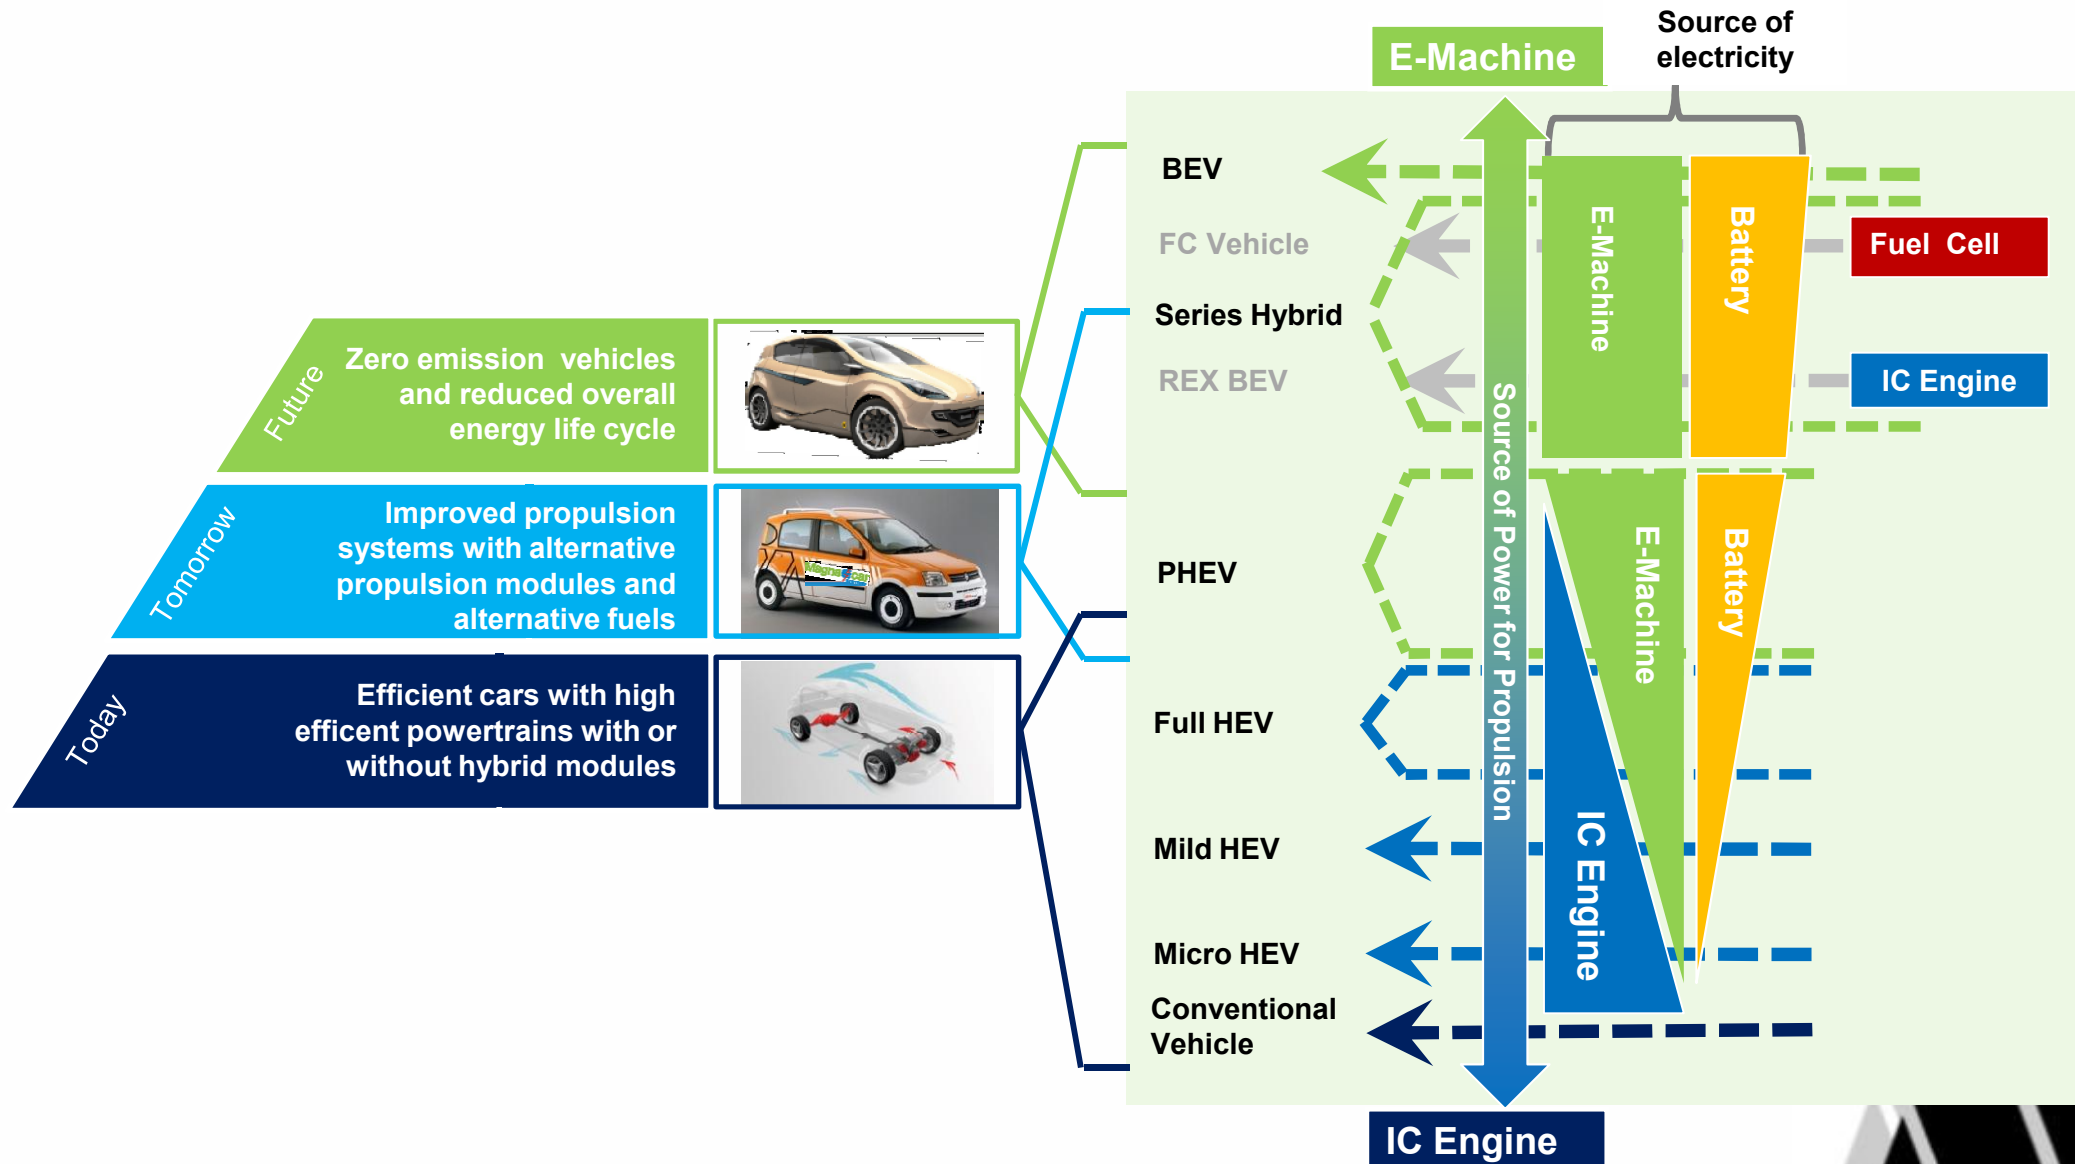 E-Machine
Source of
electricity
BEV
FC Vehicle
Series Hybrid
REX BEV
PHEV
Full HEV
Mild HEV
Micro HEV
Conventional
Vehicle
Source of Power for Propulsion
E-Machine
Battery
Fuel Cell
IC Engine
E-Machine
Battery
IC Engine
IC Engine
Future
Zero emission vehicles
and reduced overall
energy life cycle
Tomorrow
Improved propulsion
systems with alternative
propulsion modules and
alternative fuels
Today
Efficient cars with high
efficent powertrains with or
without hybrid modules